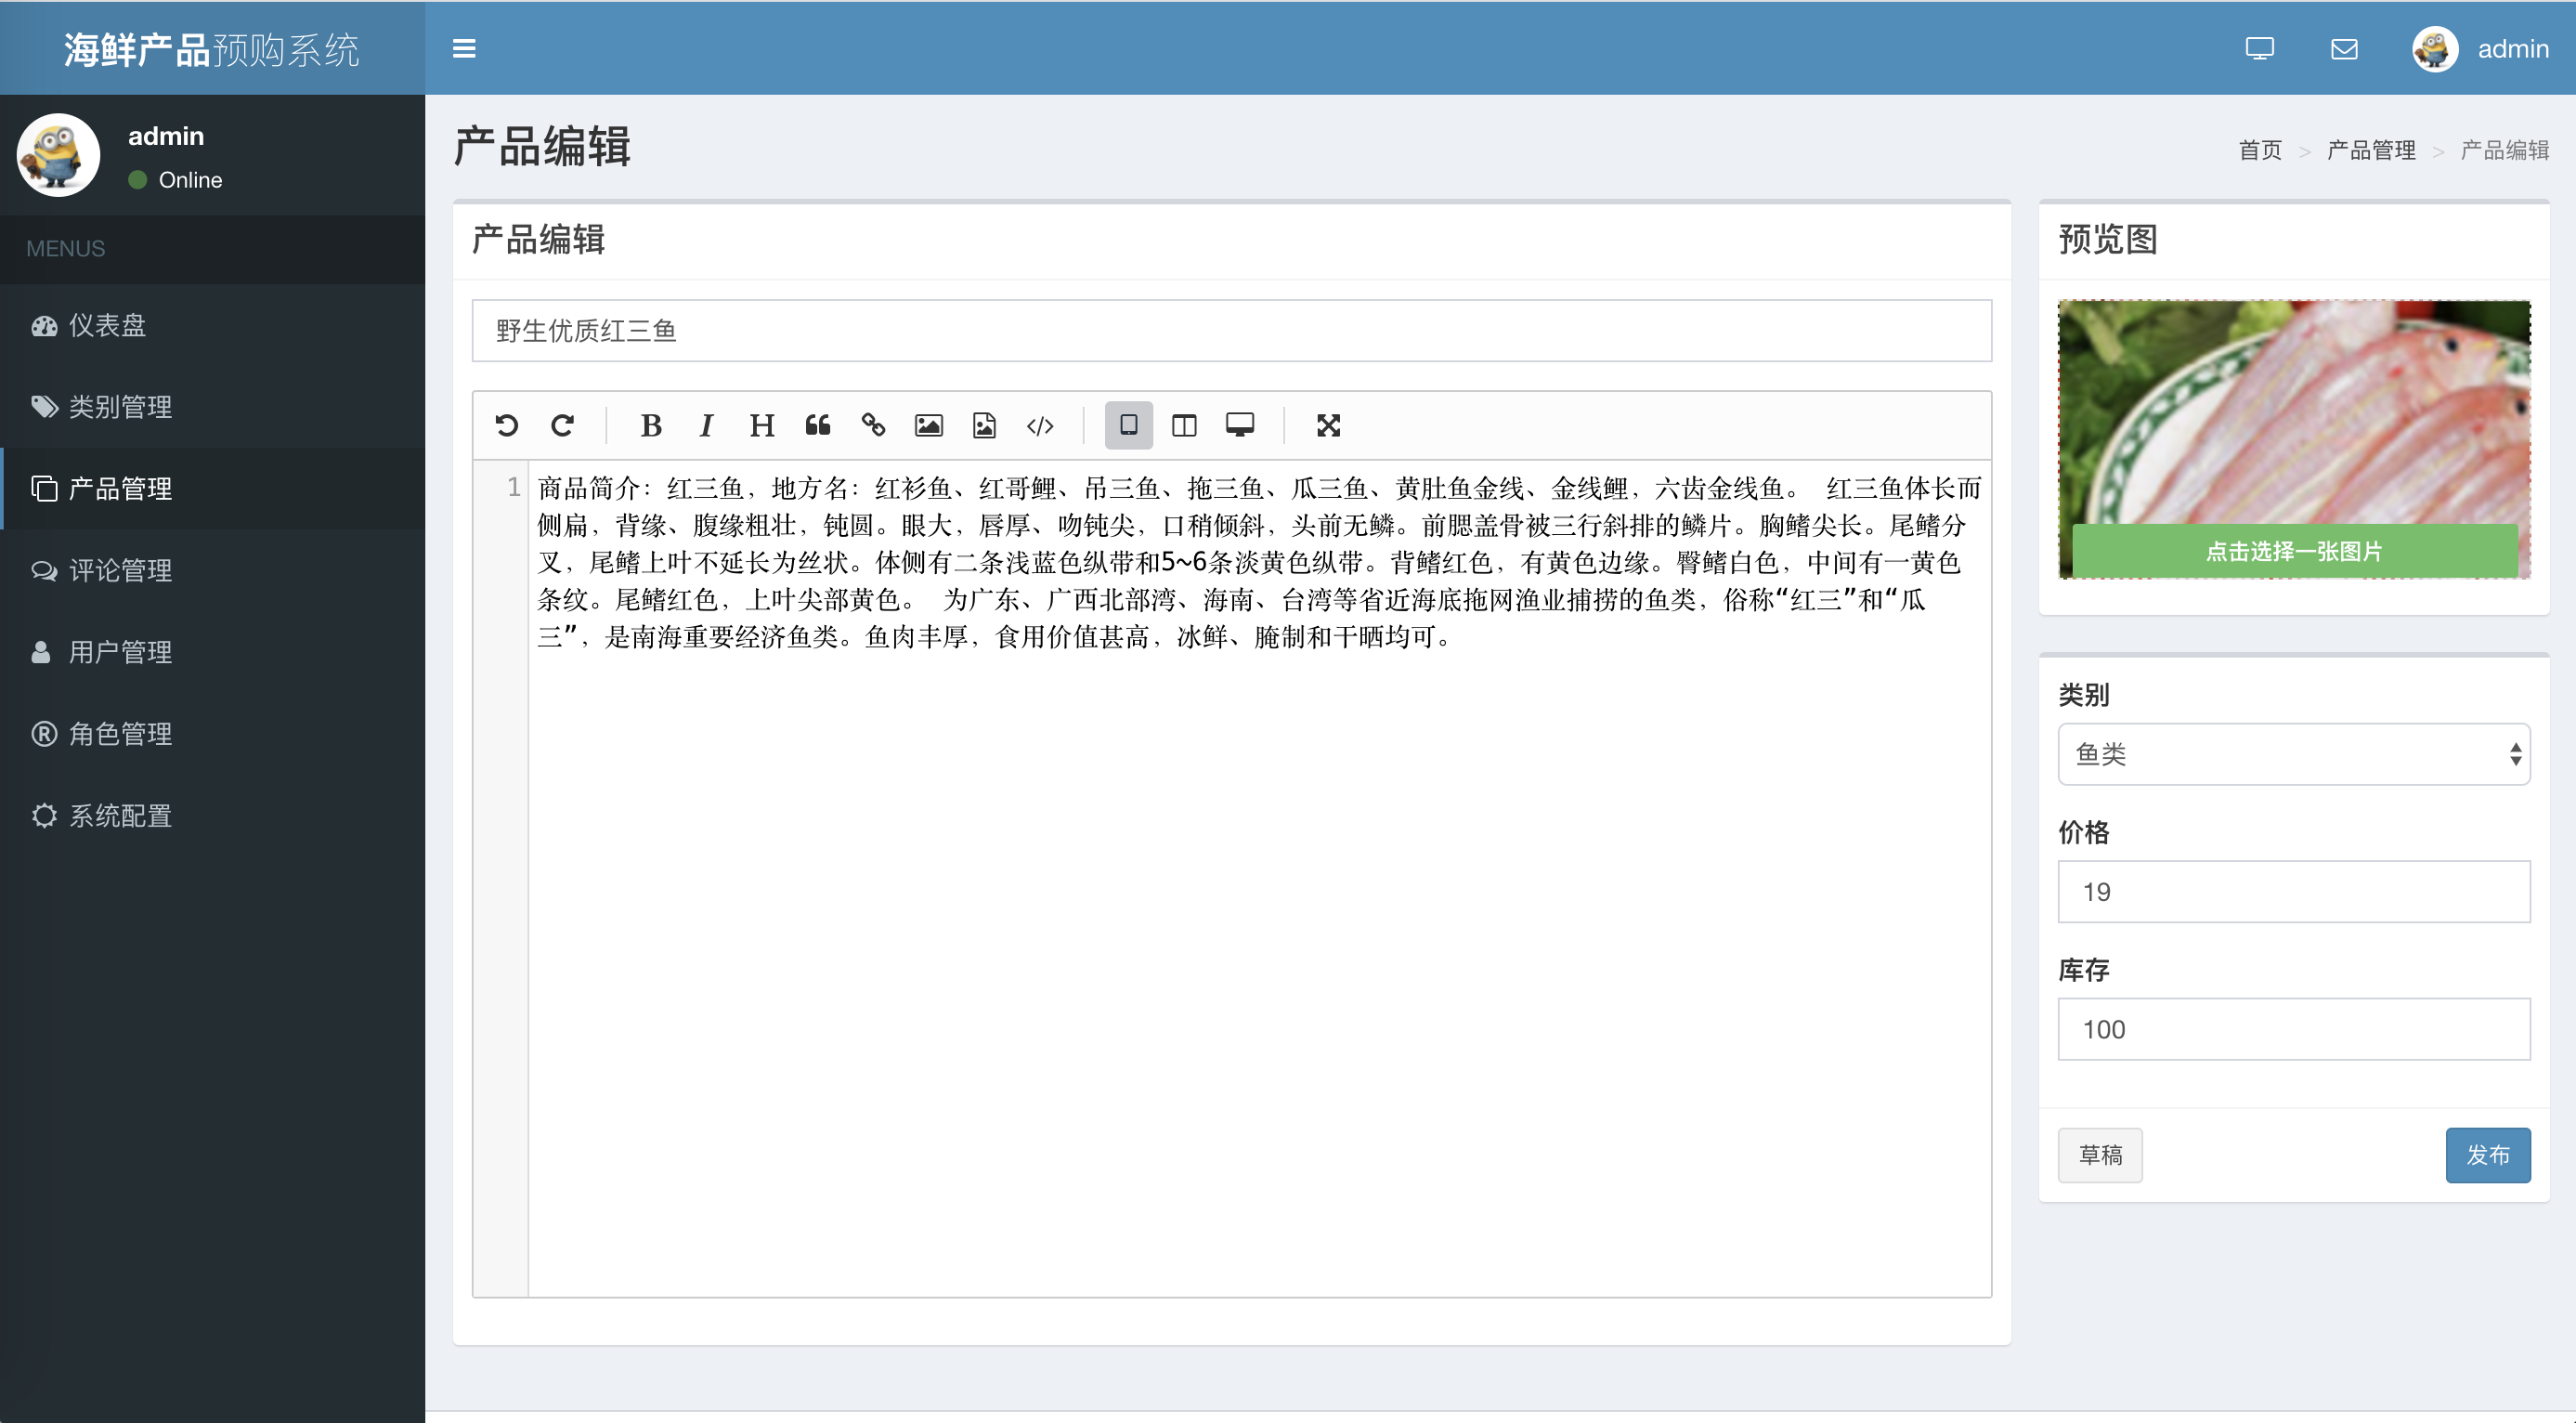 海鲜产品预购系统
admin
admin
Online
MENUS
仪表盘
类别管理
产品管理
评论管理
用户管理
角色管理
系统配置
产品编辑
首页 > 产品管理 > 产品编辑
产品编辑
野生优质红三鱼
B I H
1
商品简介：红三鱼，地方名：红衫鱼、红哥鲤、吊三鱼、拖三鱼、瓜三鱼、黄肚鱼金线、金线鲤，六齿金线鱼。 红三鱼体长而
侧扁，背缘、腹缘粗壮，钝圆。眼大，唇厚、吻钝尖，口稍倾斜，头前无鳞。前腮盖骨被三行斜排的鳞片。胸鳍尖长。尾鳍分
叉，尾鳍上叶不延长为丝状。体侧有二条浅蓝色纵带和5~6条淡黄色纵带。背鳍红色，有黄色边缘。臀鳍白色，中间有一黄色
条纹。尾鳍红色，上叶尖部黄色。 为广东、广西北部湾、海南、台湾等省近海底拖网渔业捕捞的鱼类，俗称“红三”和“瓜
三”，是南海重要经济鱼类。鱼肉丰厚，食用价值甚高，冰鲜、腌制和干晒均可。
预览图
点击选择一张图片
类别
鱼类
价格
19
库存
100
草稿
发布